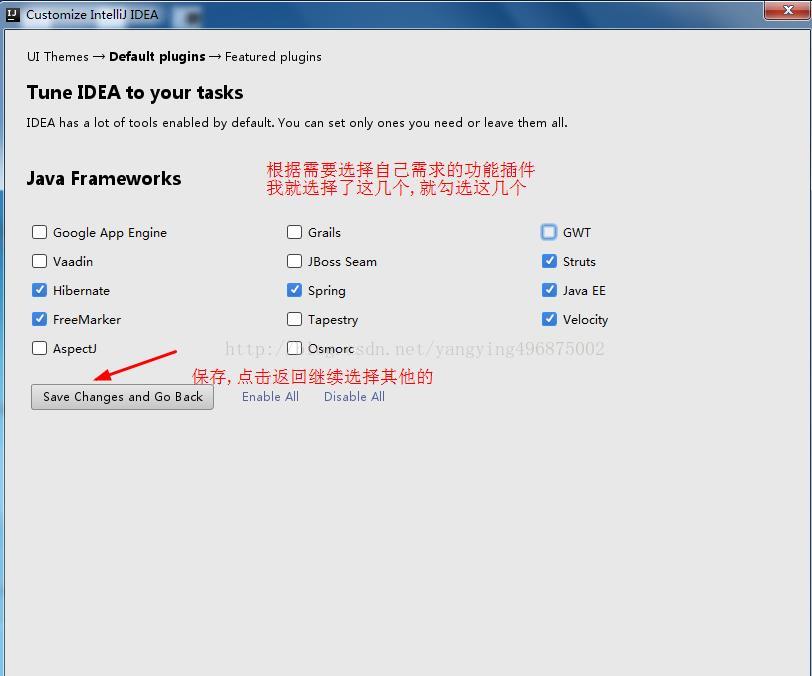 Customize IntelliJ IDEA
UI Themes → Default plugins → Featured plugins
Tune IDEA to your tasks
IDEA has a lot of tools enabled by default. You can set only ones you need or leave them all.
Java Frameworks
根据需要选择自己需求的功能插件
我就选择了这几个,就勾选这几个
Google App Engine
Grails
GWT
Vaadin
JBoss Seam
Struts
Hibernate
Spring
Java EE
FreeMarker
Tapestry
Velocity
AspectJ
Osmorc
http://blog.csdn.net/yangying496875002
保存,点击返回继续选择其他的
Save Changes and Go Back
Enable All
Disable All